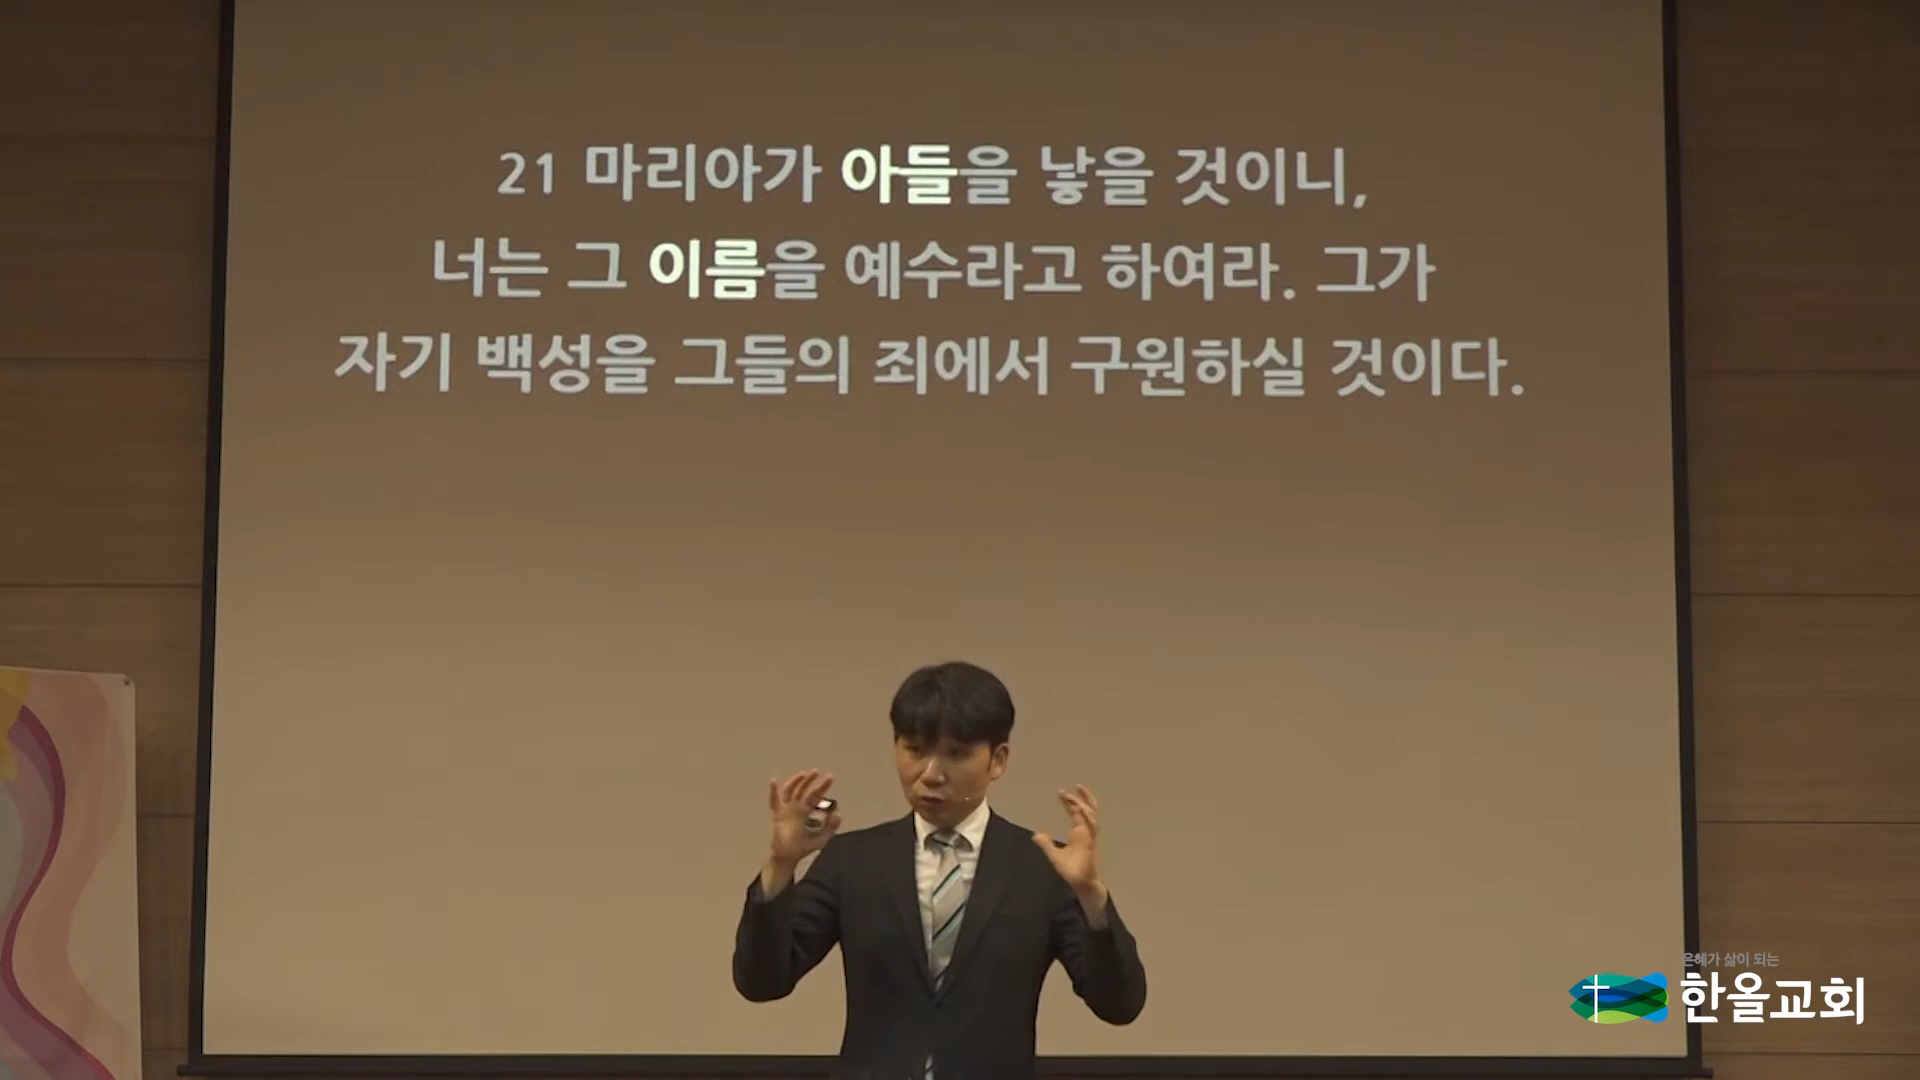 21 마리아가 아들을 낳을 것이니,
너는 그 이름을 예수라고 하여라. 그가
자기 백성을 그들의 죄에서 구원하실 것이다.
은혜가 삶이 되는
한올교회